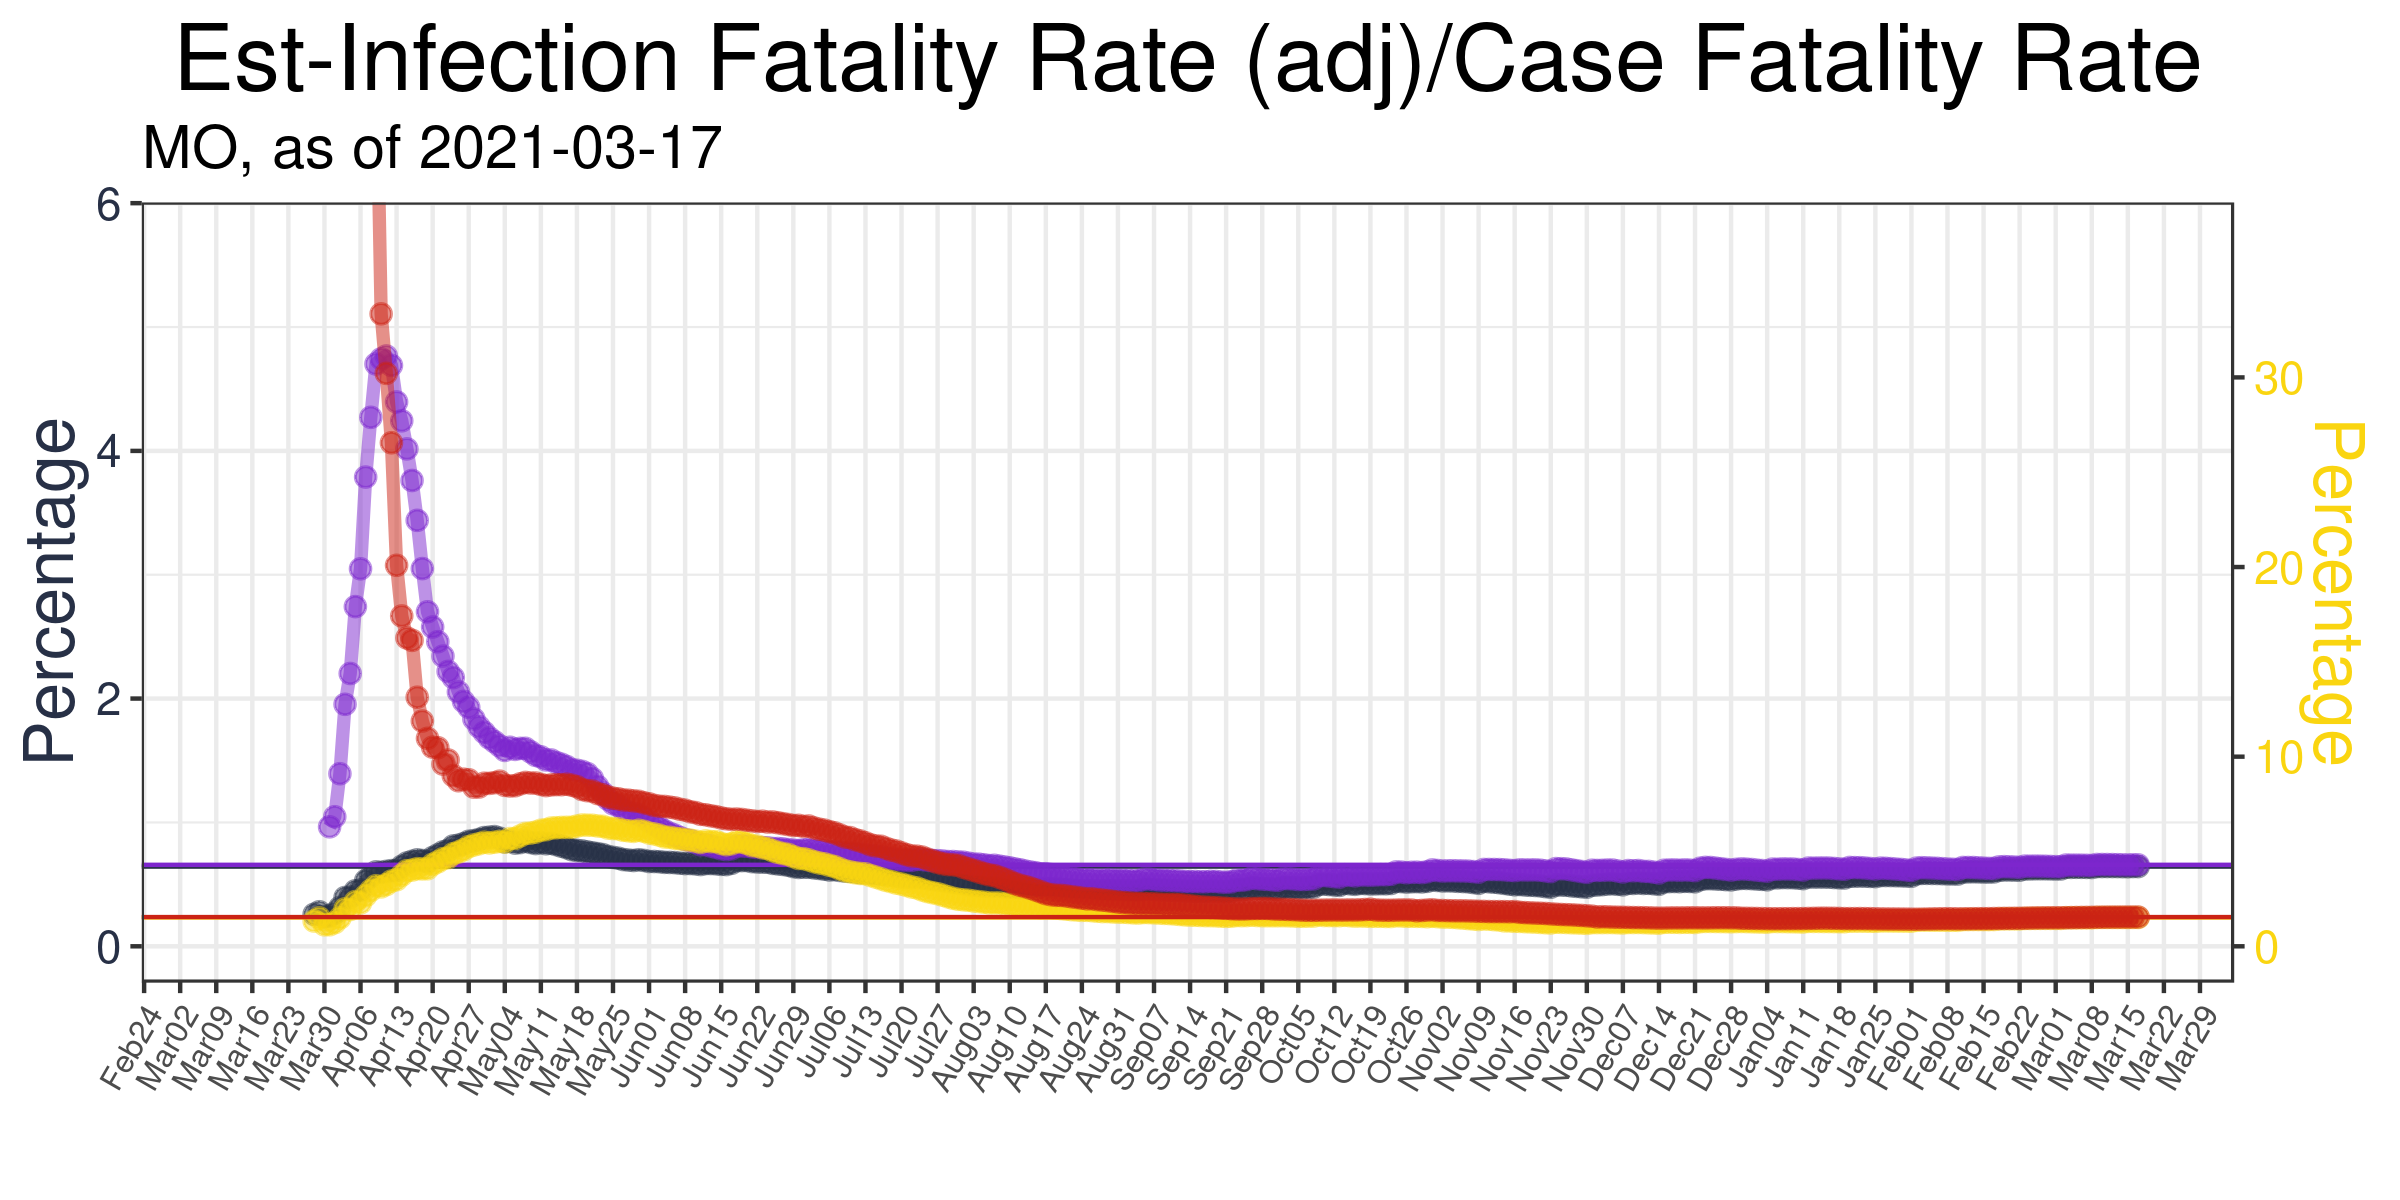 Est-Infection Fatality Rate (adj)/Case Fatality Rate
MO, as of 2021-03-17
6
4
2
0
Percentage
30
20
10
0
Percentage
Feb24
Mar02
Mar09
Mar16
Mar23
Mar30
Apr06
Apr13
Apr20
Apr27
May04
May11
May18
May25
Jun01
Jun08
Jun15
Jun22
Jun29
Jul06
Jul13
Jul20
Jul27
Aug03
Aug10
Aug17
Aug24
Aug31
Sep07
Sep14
Sep21
Sep28
Oct05
Oct12
Oct19
Oct26
Nov02
Nov09
Nov16
Nov23
Nov30
Dec07
Dec14
Dec21
Dec28
Jan04
Jan11
Jan18
Jan25
Feb01
Feb08
Feb15
Feb22
Mar01
Mar08
Mar15
Mar22
Mar29